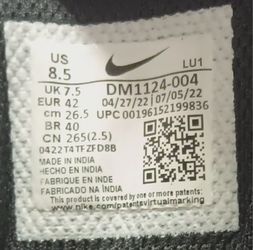 US LU1
8.5
UK 7.5 DM1124-004
EUR 42 04/27/22 07/05/22
cm 26.5 UPC 00196152199836
BR 40
CN 265(2.5)
0422T4TFZFD8B
MADE IN INDIA
HECHO EN INDIA
FABRIQUE EN INDE
FABRICADO NA ÍNDIA
This product is covered by one or more patents:
www.nike.com/patentsvirtualmarking